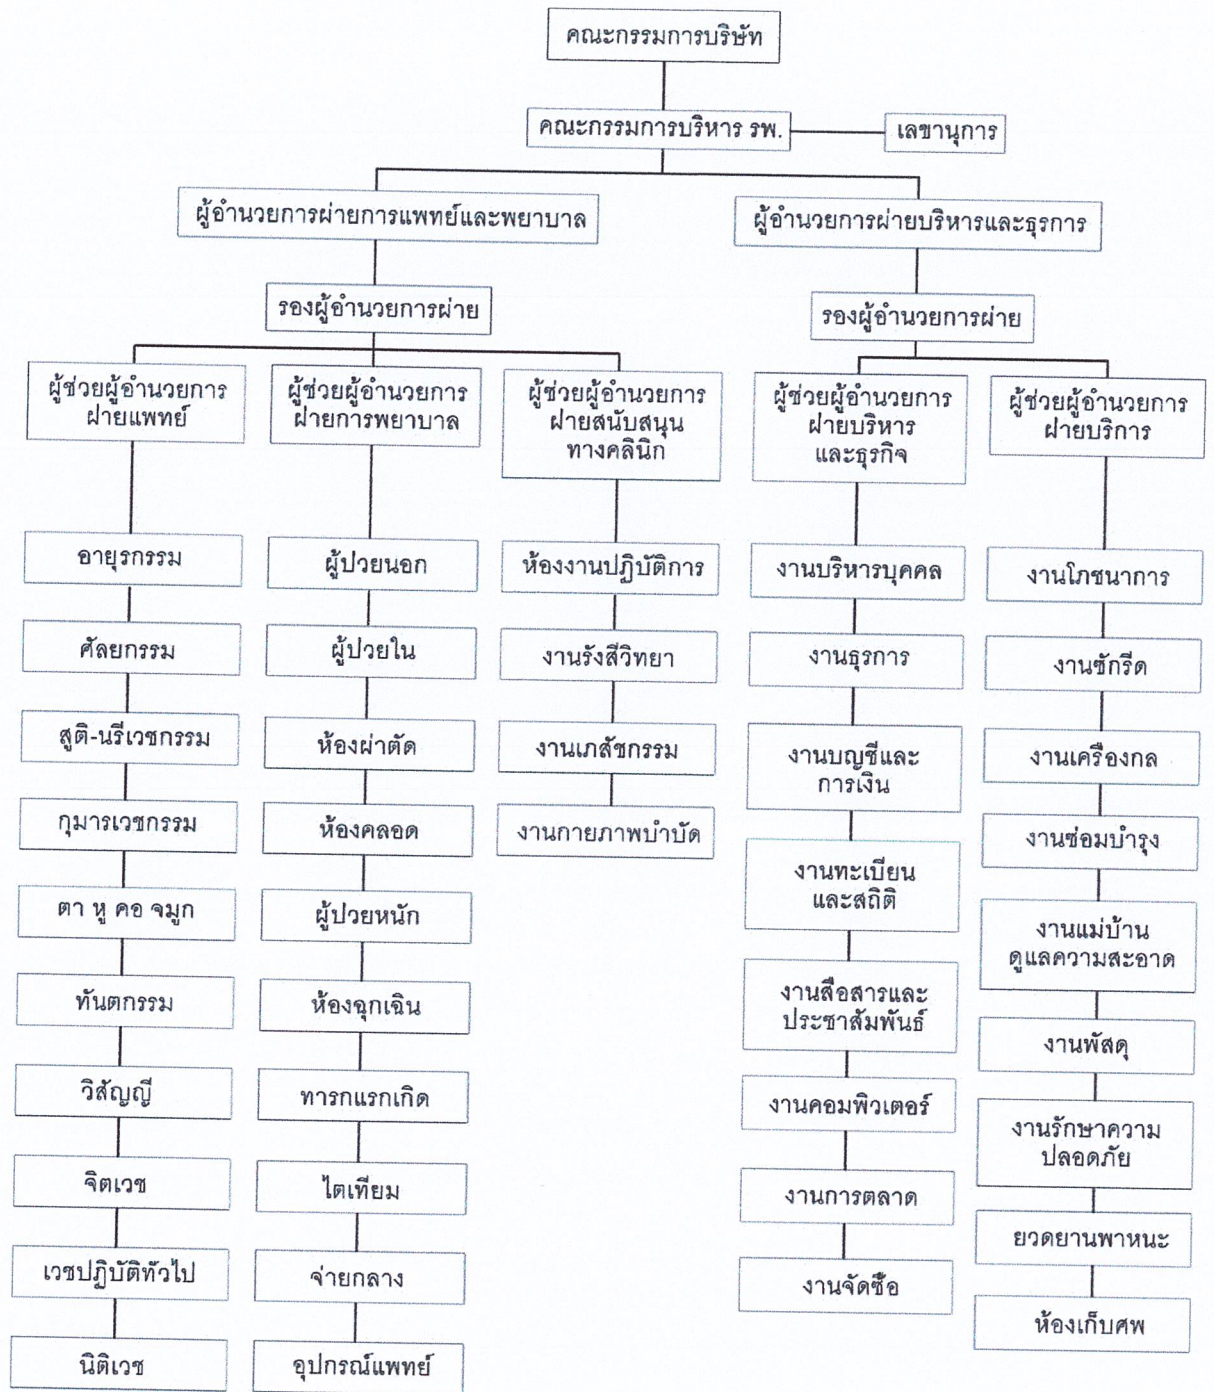 คณะกรรมการบริษัท
คณะกรรมการบริหาร รพ.
เลขานุการ
ผู้อำนวยการฝ่ายการแพทย์และพยาบาล
ผู้อำนวยการฝ่ายบริหารและธุรการ
รองผู้อำนวยการฝ่าย
รองผู้อำนวยการฝ่าย
ผู้ช่วยผู้อำนวยการ
ฝ่ายแพทย์
ผู้ช่วยผู้อำนวยการ
ฝ่ายการพยาบาล
ผู้ช่วยผู้อำนวยการ
ฝ่ายสนับสนุน
ทางคลินิก
ผู้ช่วยผู้อำนวยการ
ฝ่ายบริหาร
และธุรกิจ
ผู้ช่วยผู้อำนวยการ
ฝ่ายบริการ
อายุรกรรม
ศัลยกรรม
สูติ-นรีเวชกรรม
กุมารเวชกรรม
ตา หู คอ จมูก
ทันตกรรม
วิสัญญี
จิตเวช
เวชปฏิบัติทั่วไป
นิติเวช
ผู้ป่วยนอก
ผู้ป่วยใน
ห้องผ่าตัด
ห้องคลอด
ผู้ป่วยหนัก
ห้องฉุกเฉิน
ทารกแรกเกิด
ไตเทียม
จ่ายกลาง
อุปกรณ์แพทย์
ห้องงานปฏิบัติการ
งานรังสีวิทยา
งานเภสัชกรรม
งานกายภาพบำบัด
งานบริหารบุคคล
งานธุรการ
งานบัญชีและ
การเงิน
งานทะเบียน
และสถิติ
งานสื่อสารและ
ประชาสัมพันธ์
งานคอมพิวเตอร์
งานการตลาด
งานจัดซื้อ
งานโภชนาการ
งานซักรีด
งานเครื่องกล
งานซ่อมบำรุง
งานแม่บ้าน
ดูแลความสะอาด
งานพัสดุ
งานรักษาความ
ปลอดภัย
ยวดยานพาหนะ
ห้องเก็บศพ